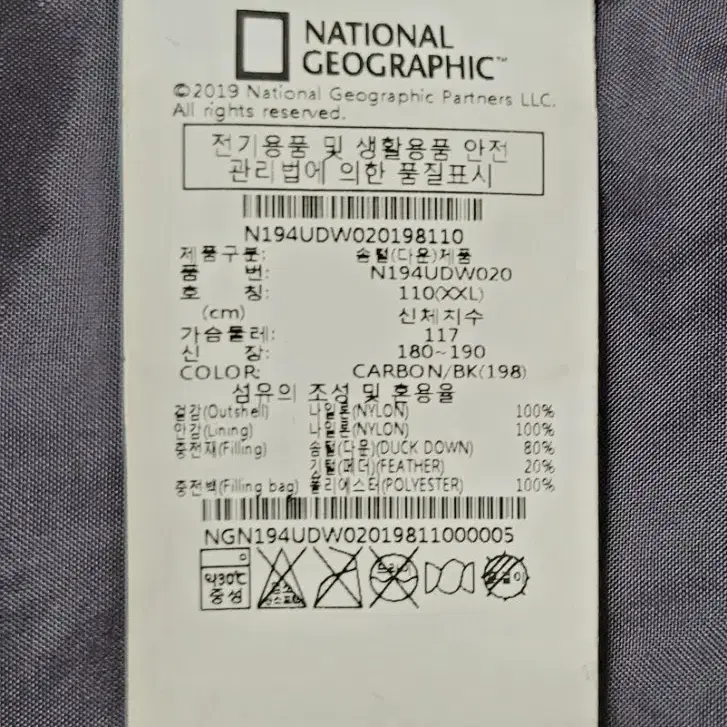 NATIONAL
GEOGRAPHIC™
©2019 National Geographic Partners LLC.
All rights reserved.
전기용품 및 생활용품 안전
관리법에 의한 품질표시
N194UDW020198110
제품구분: 솜털(다운)제품
품 번: N194UDW020
호 칭: 110(XXL)
(cm) 신체치수
가슴둘레: 117
신 장: 180~190
COLOR: CARBON/BK(198)
섬유의 조성 및 혼용율
겉감(Outshell) 나일론(NYLON) 100%
안감(Lining) 나일론(NYLON) 100%
충전재(Filling) 솜털(다운)(DUCK DOWN) 80%
깃털(페더)(FEATHER) 20%
충전백(Filling bag) 폴리에스터(POLYESTER) 100%
NGN194UDW02019811000005
약30℃
중성
드라이